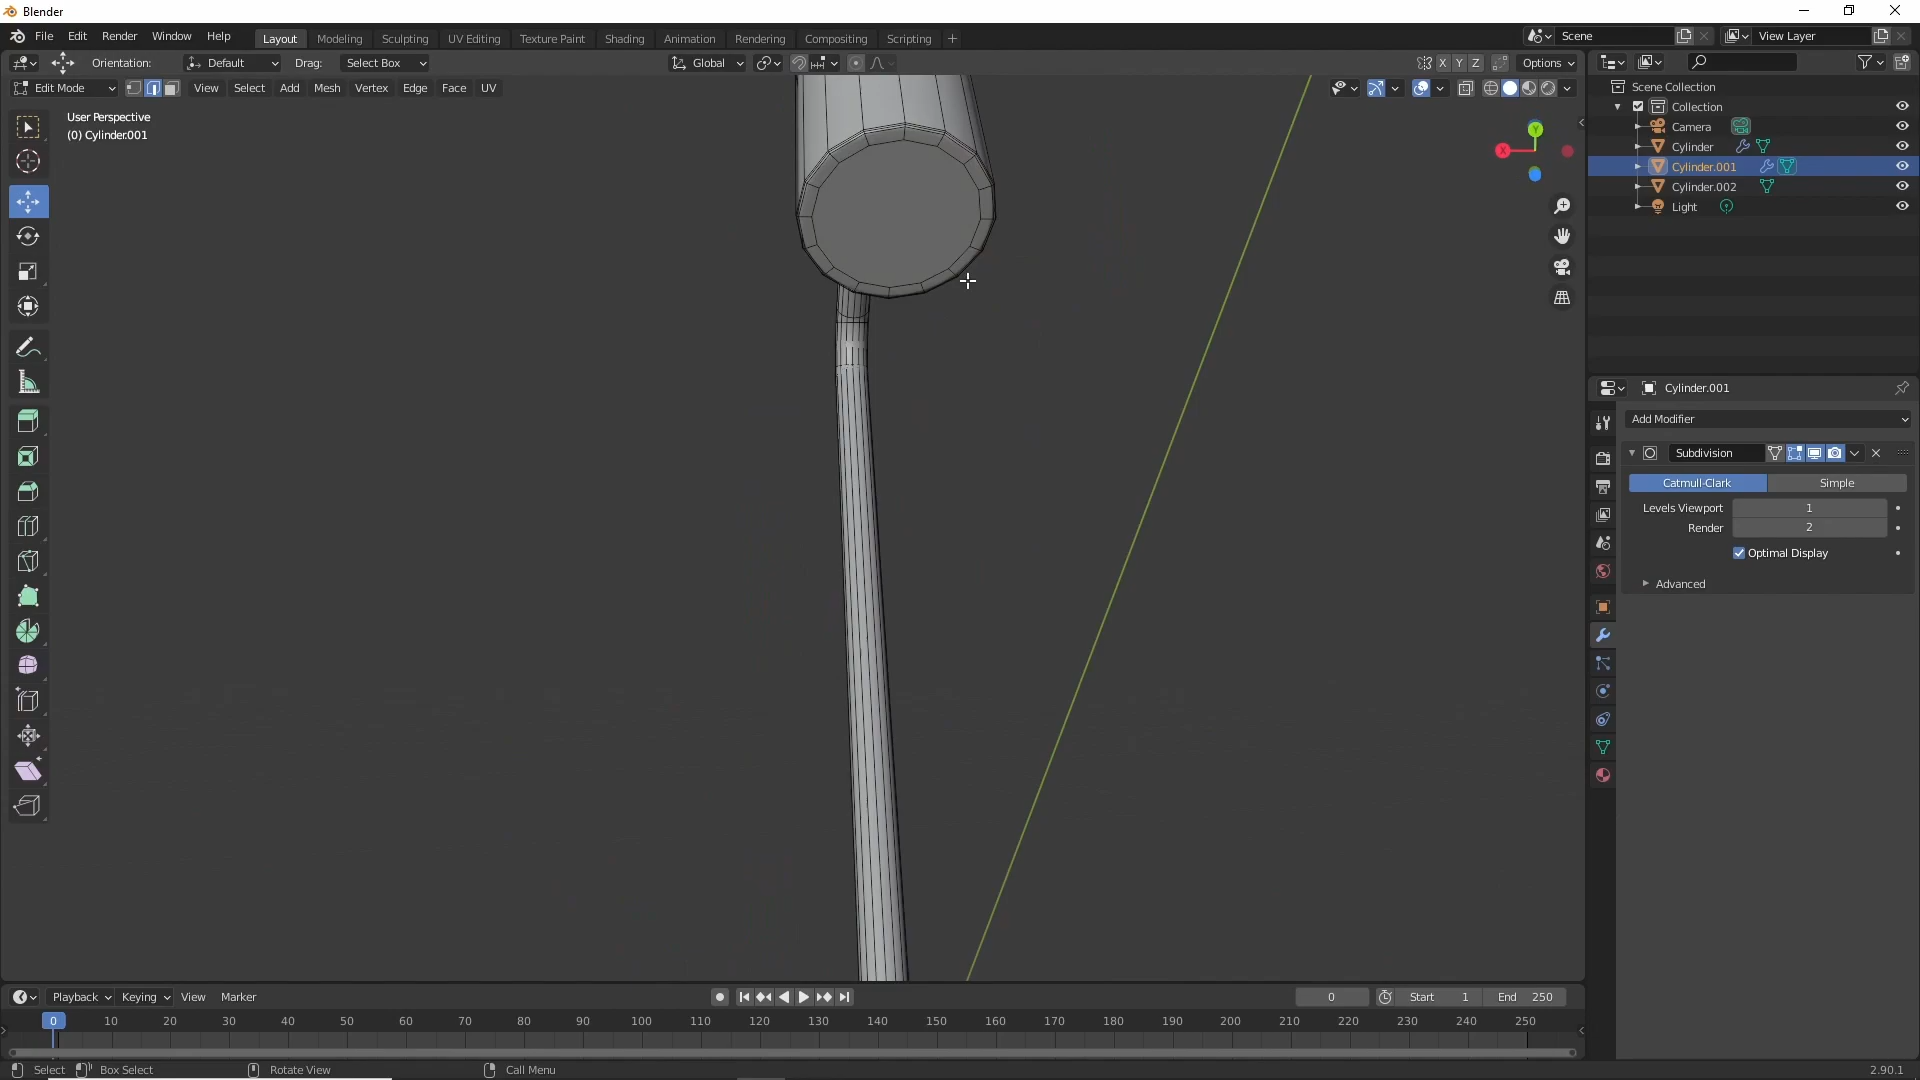 Blender
File Edit Render Window Help Layout Modeling Sculpting UV Editing Texture Paint Shading Animation Rendering Compositing Scripting + Scene View Layer
Orientation: Default Drag: Select Box Global X Y Z Options
Edit Mode View Select Add Mesh Vertex Edge Face UV
User Perspective
(0) Cylinder.001
Y
X
Scene Collection
Collection
Camera
Cylinder
Cylinder.001
Cylinder.002
Light
Cylinder.001
Add Modifier
Subdivision
Catmull-Clark Simple
Levels Viewport 1
Render 2
Optimal Display
Advanced
Playback Keying View Marker 0 Start 1 End 250
0 10 20 30 40 50 60 70 80 90 100 110 120 130 140 150 160 170 180 190 200 210 220 230 240 250
Select Box Select Rotate View Call Menu 2.90.1